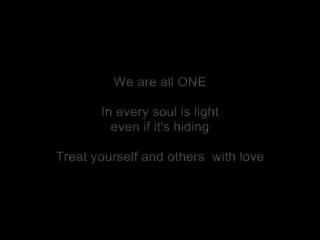 We are all ONE
In every soul is light
even if it's hiding
Treat yourself and others with love